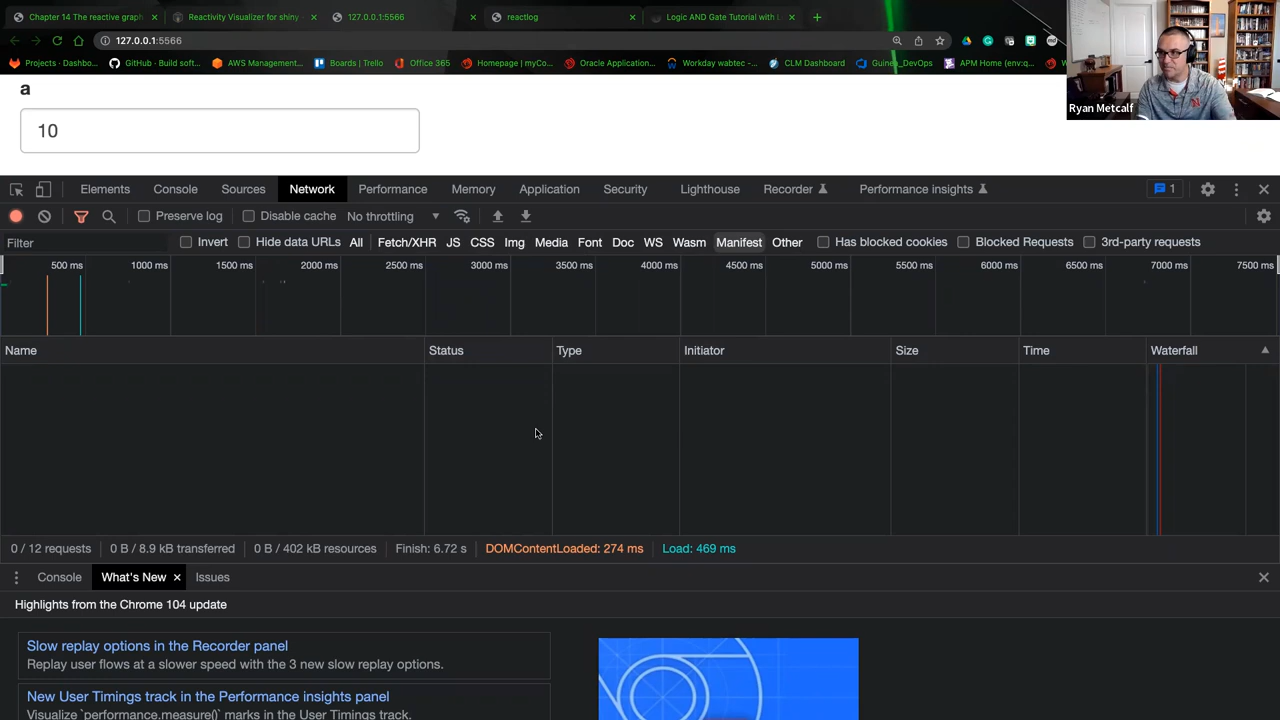 Chapter 14 The reactive graph
Reactivity Visualizer for shiny
127.0.0.1:5566
reactlog
Logic AND Gate Tutorial with
127.0.0.1:5566
Projects · Dashbo...
GitHub · Build soft...
AWS Management...
Boards | Trello
Office 365
Homepage | myCo...
Oracle Application...
Workday wabtec -...
CLM Dashboard
Guinea_DevOps
APM Home (env:q...
Ryan Metcalf
a
10
Elements Console Sources Network Performance Memory Application Security Lighthouse Recorder Performance insights 1
Preserve log Disable cache No throttling
Filter Invert Hide data URLs All Fetch/XHR JS CSS Img Media Font Doc WS Wasm Manifest Other Has blocked cookies Blocked Requests 3rd-party requests
500 ms 1000 ms 1500 ms 2000 ms 2500 ms 3000 ms 3500 ms 4000 ms 4500 ms 5000 ms 5500 ms 6000 ms 6500 ms 7000 ms 7500 ms
Name Status Type Initiator Size Time Waterfall
0 / 12 requests 0 B / 8.9 kB transferred 0 B / 402 kB resources Finish: 6.72 s DOMContentLoaded: 274 ms Load: 469 ms
Console What's New Issues
Highlights from the Chrome 104 update
Slow replay options in the Recorder panel
Replay user flows at a slower speed with the 3 new slow replay options.
New User Timings track in the Performance insights panel
Visualize `performance.measure()` marks in the User Timings track.